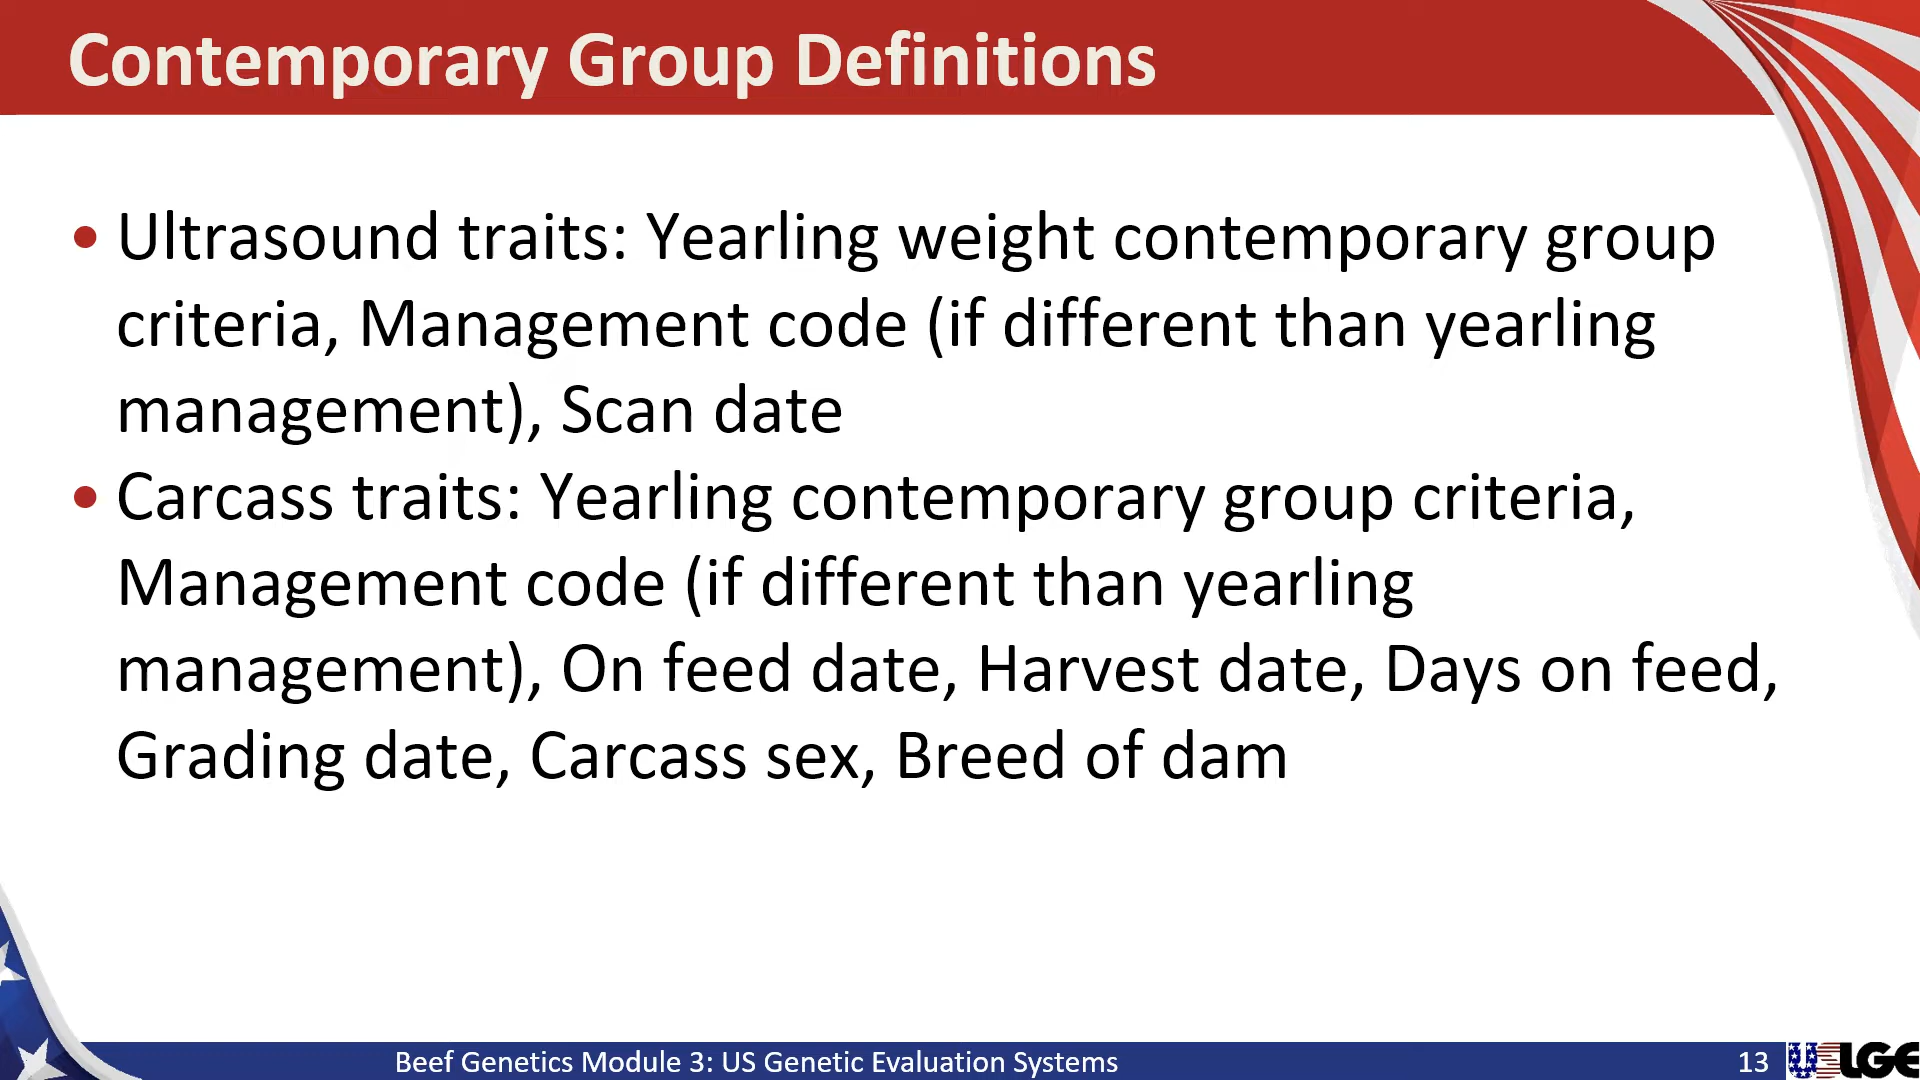 Contemporary Group Definitions
• Ultrasound traits: Yearling weight contemporary group
criteria, Management code (if different than yearling
management), Scan date
• Carcass traits: Yearling contemporary group criteria,
Management code (if different than yearling
management), On feed date, Harvest date, Days on feed,
Grading date, Carcass sex, Breed of dam
Beef Genetics Module 3: US Genetic Evaluation Systems
13
USLGE